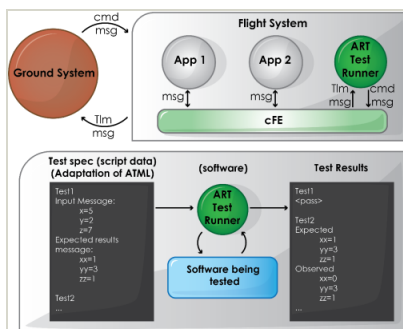 cmd
msg
Flight System
Ground System
App 1
App 2
ART
Test
Runner
msg
msg
Tlm
msg
cmd
msg
Tlm
msg
cFE
Test spec (script data)
(Adaptation of ATML)
(software)
Test Results
Test1
Input Message:
x=5
y=2
z=7
Expected results
message:
xx=1
yy=3
zz=1
Test2
...
ART
Test
Runner
Software being
tested
Test1
<pass>
Test2
Expected
xx=1
yy=3
zz=1
Observed
xx=0
yy=3
zz=1
...